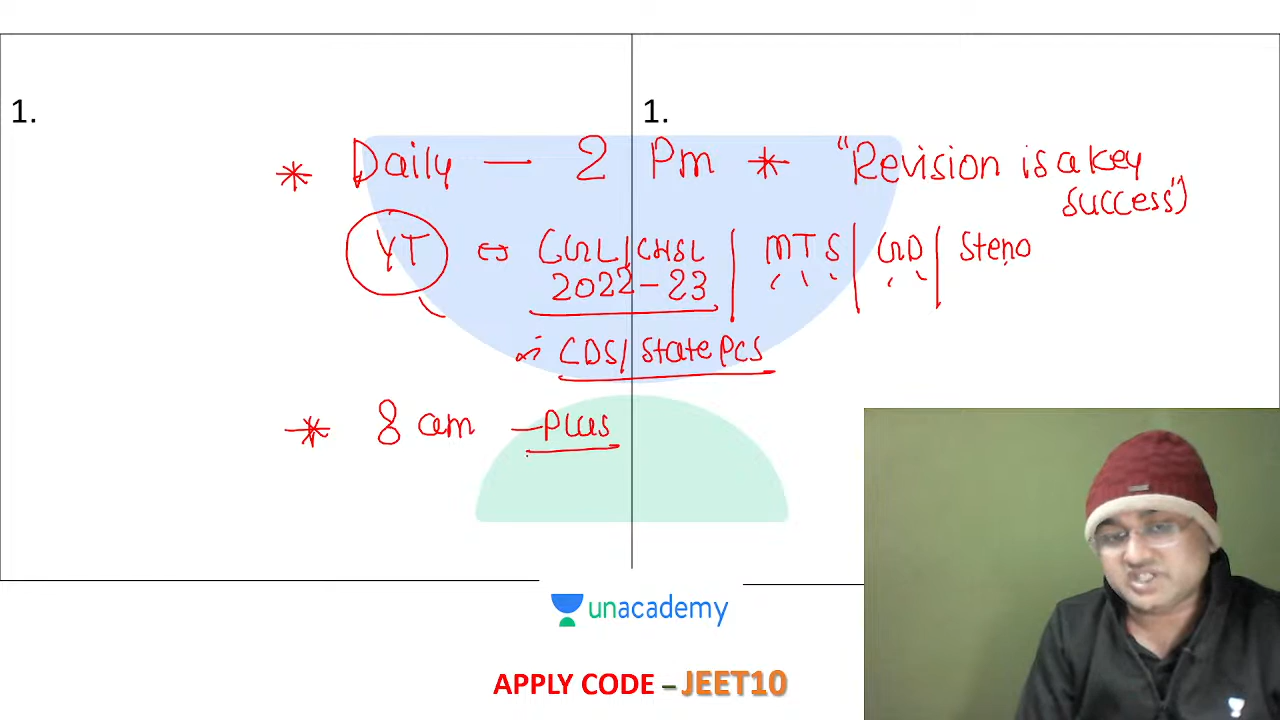 1.
1.
* Daily — 2 Pm * "Revision is a key
success")
YT ⇔ CGL/CHSL | MTS | GD | Steno
2022-23
CDS/State PCS
* 8 am — Plus
unacademy
APPLY CODE – JEET10